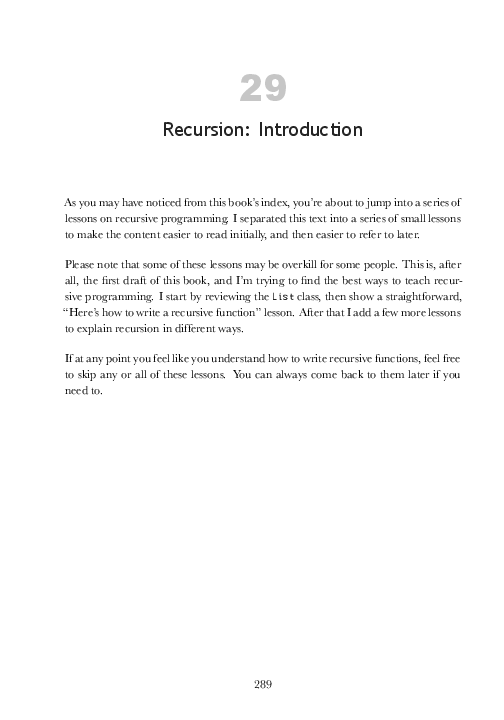 29
Recursion: Introduction
As you may have noticed from this book’s index, you’re about to jump into a series of
lessons on recursive programming. I separated this text into a series of small lessons
to make the content easier to read initially, and then easier to refer to later.
Please note that some of these lessons may be overkill for some people. This is, after
all, the first draft of this book, and I’m trying to find the best ways to teach recur-
sive programming. I start by reviewing the List class, then show a straightforward,
“Here’s how to write a recursive function” lesson. After that I add a few more lessons
to explain recursion in different ways.
If at any point you feel like you understand how to write recursive functions, feel free
to skip any or all of these lessons. You can always come back to them later if you
need to.
289